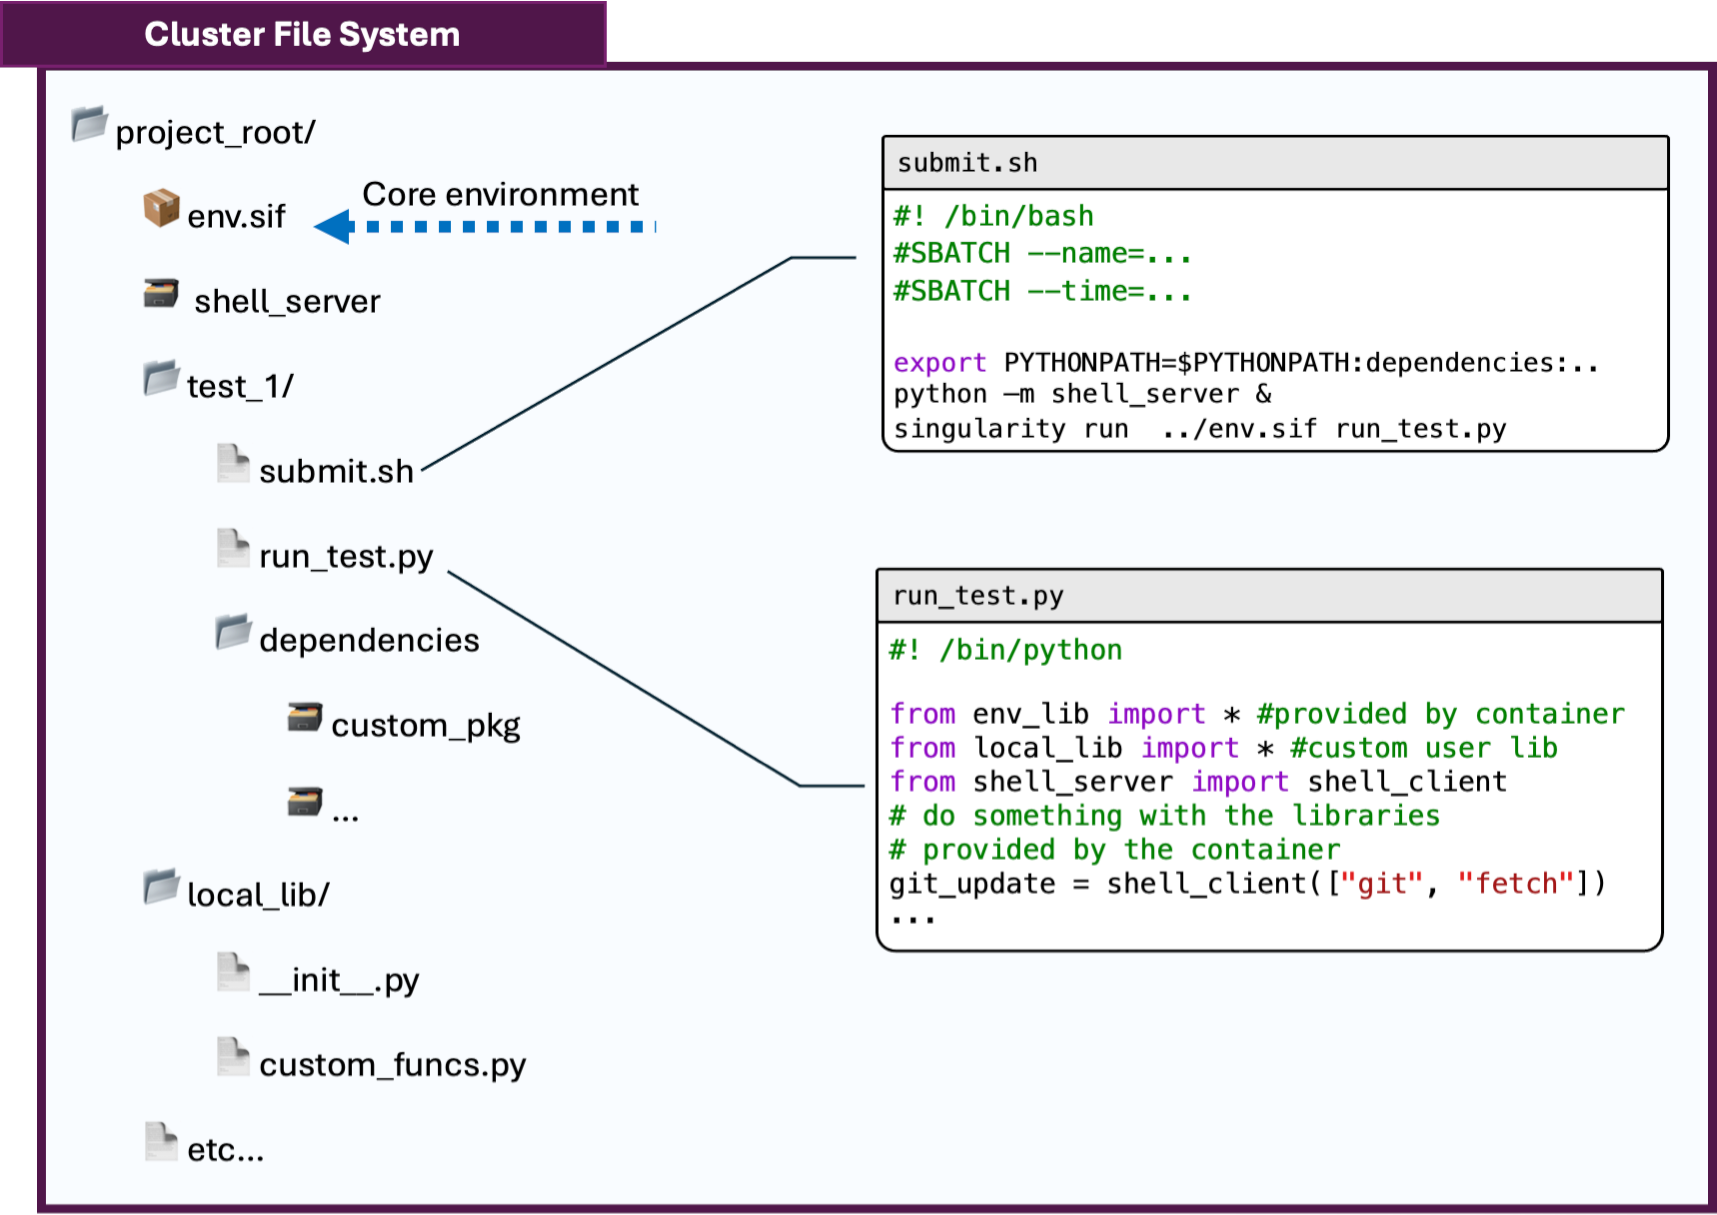 Cluster File System
project_root/
env.sif
Core environment
shell_server
test_1/
submit.sh
run_test.py
dependencies
custom_pkg
...
local_lib/
__init__.py
custom_funcs.py
etc...
submit.sh
#! /bin/bash
#SBATCH --name=...
#SBATCH --time=...
export PYTHONPATH=$PYTHONPATH:dependencies:..
python –m shell_server &
singularity run  ../env.sif run_test.py
run_test.py
#! /bin/python
from env_lib import * #provided by container
from local_lib import * #custom user lib
from shell_server import shell_client
# do something with the libraries
# provided by the container
git_update = shell_client(["git", "fetch"])
...